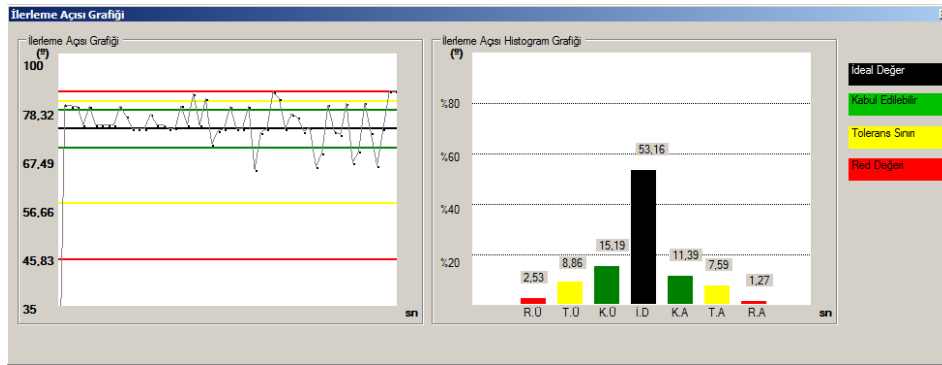 İlerleme Açısı Grafiği
İlerleme Açısı Grafiği
(º)
100
78,32
67,49
56,66
45,83
35
sn
İlerleme Açısı Histogram Grafiği
(º)
%80
%60
%40
%20
2,53
8,86
15,19
53,16
11,39
7,59
1,27
R.Ü
T.Ü
K.Ü
İ.D
K.A
T.A
R.A
sn
İdeal Değer
Kabul Edilebilir
Tolerans Sınırı
Red Değeri